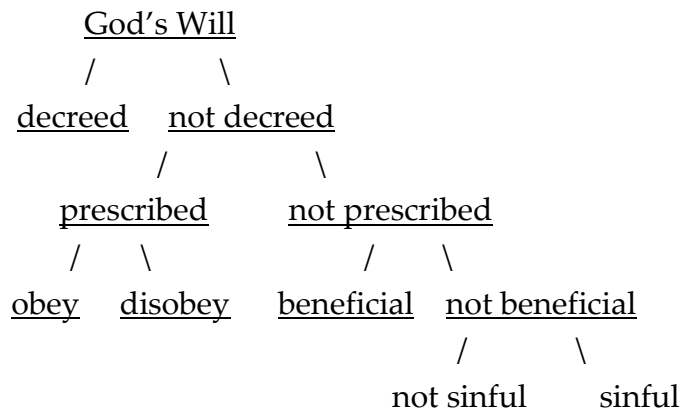 God's Will
/ \
decreed not decreed
/ \
prescribed not prescribed
/ \ / \
obey disobey beneficial not beneficial
/ \
not sinful sinful